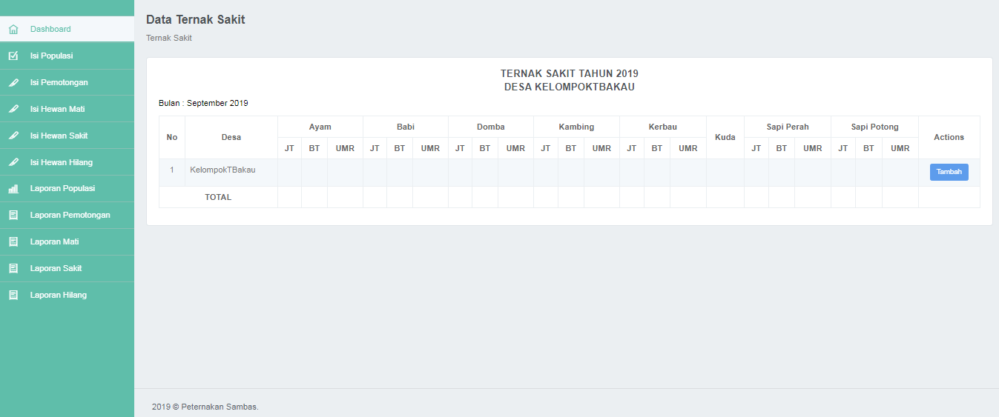 Dashboard
Isi Populasi
Isi Pemotongan
Isi Hewan Mati
Isi Hewan Sakit
Isi Hewan Hilang
Laporan Populasi
Laporan Pemotongan
Laporan Mati
Laporan Sakit
Laporan Hilang
Data Ternak Sakit
Ternak Sakit
TERNAK SAKIT TAHUN 2019
DESA KELOMPOKTBAKAU
Bulan : September 2019
No Desa Ayam Babi Domba Kambing Kerbau Kuda Sapi Perah Sapi Potong Actions
JT BT UMR JT BT UMR JT BT UMR JT BT UMR JT BT UMR JT BT UMR JT BT UMR
1 KelompokTBakau Tambah
TOTAL
2019 © Peternakan Sambas.